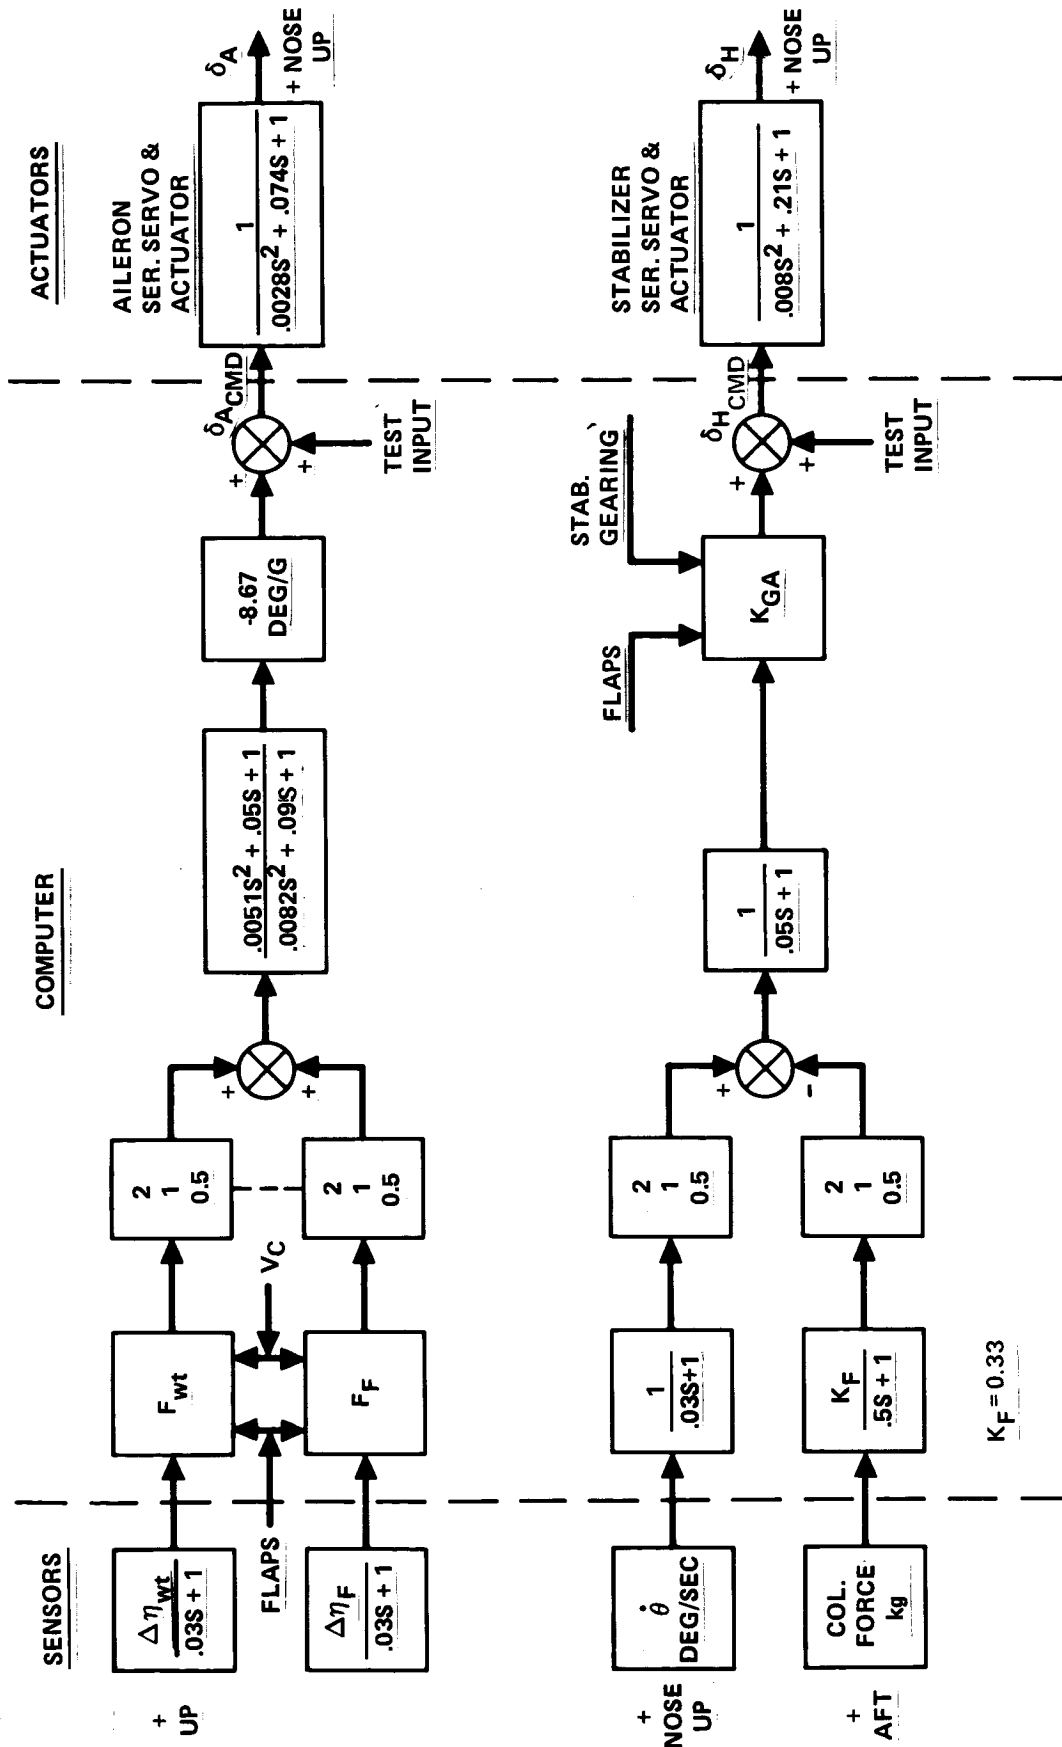 SENSORS
COMPUTER
ACTUATORS
+
UP
Δη_wt
.03S + 1
FLAPS
Δη_F
.03S + 1
F_wt
F_F
V_C
2
1
0.5
2
1
0.5
+
+
.0051S² + .05S + 1
.0082S² + .09S + 1
-8.67
DEG/G
+
+
δ_A CMD
TEST
INPUT
AILERON
SER. SERVO &
ACTUATOR
1
.0028S² + .074S + 1
δ_A
+ NOSE
UP
+
NOSE
UP
θ̇
DEG/SEC
+
AFT
COL.
FORCE
kg
1
.03S+1
K_F
.5S + 1
K_F = 0.33
2
1
0.5
2
1
0.5
+
-
1
.05S + 1
FLAPS
STAB.
GEARING
K_GA
+
+
δ_H CMD
TEST
INPUT
STABILIZER
SER. SERVO &
ACTUATOR
1
.008S² + .21S + 1
δ_H
+ NOSE
UP